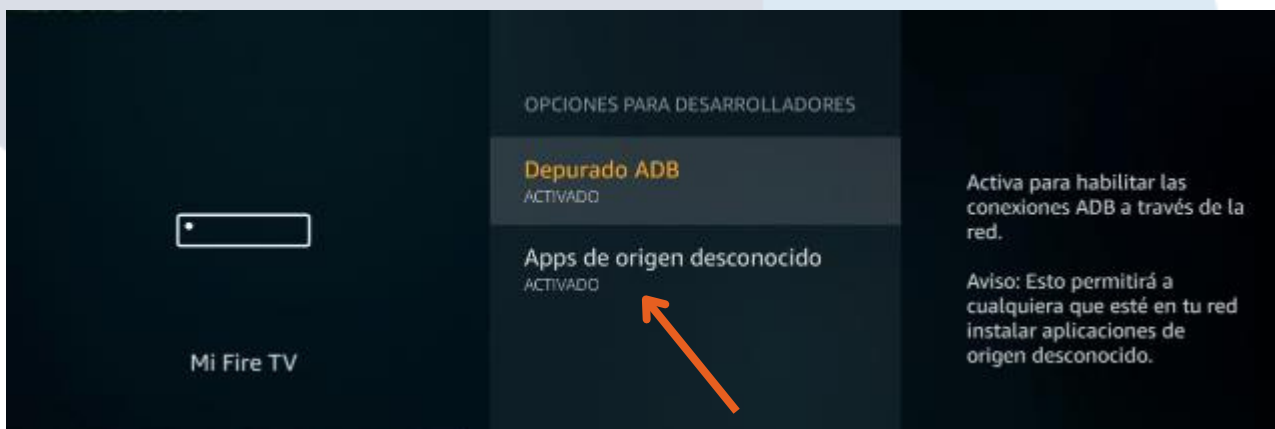 OPCIONES PARA DESARROLLADORES
Depurado ADB
ACTIVADO
Apps de origen desconocido
ACTIVADO
Mi Fire TV
Activa para habilitar las
conexiones ADB a través de la
red.
Aviso: Esto permitirá a
cualquiera que esté en tu red
instalar aplicaciones de
origen desconocido.